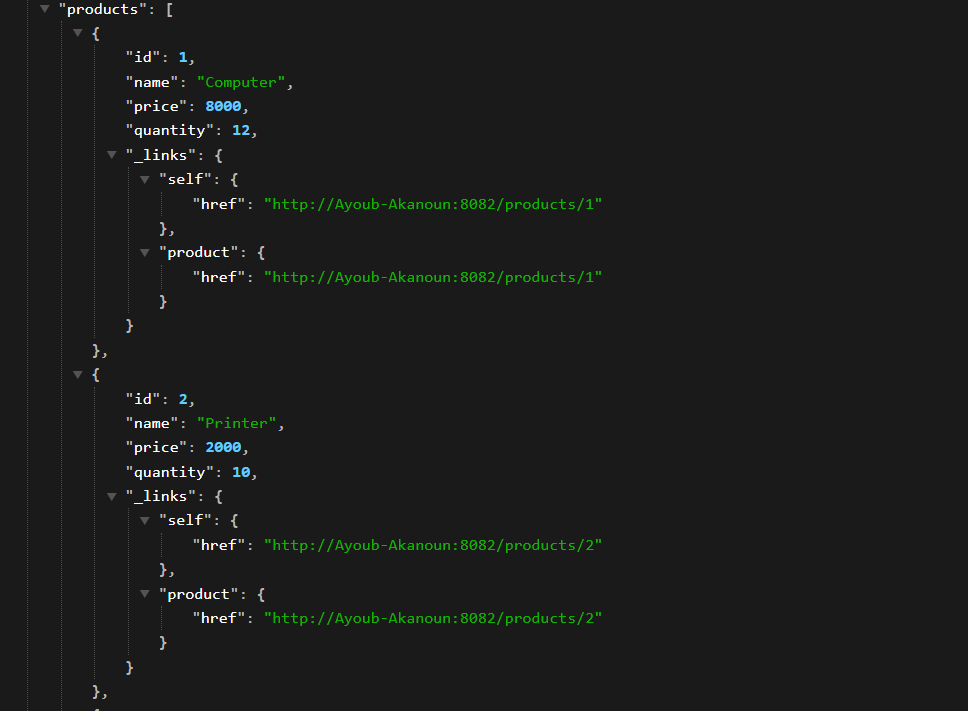 "products": [
{
"id": 1,
"name": "Computer",
"price": 8000,
"quantity": 12,
"_links": {
"self": {
"href": "http://Ayoub-Akanoun:8082/products/1"
},
"product": {
"href": "http://Ayoub-Akanoun:8082/products/1"
}
}
},
{
"id": 2,
"name": "Printer",
"price": 2000,
"quantity": 10,
"_links": {
"self": {
"href": "http://Ayoub-Akanoun:8082/products/2"
},
"product": {
"href": "http://Ayoub-Akanoun:8082/products/2"
}
}
},